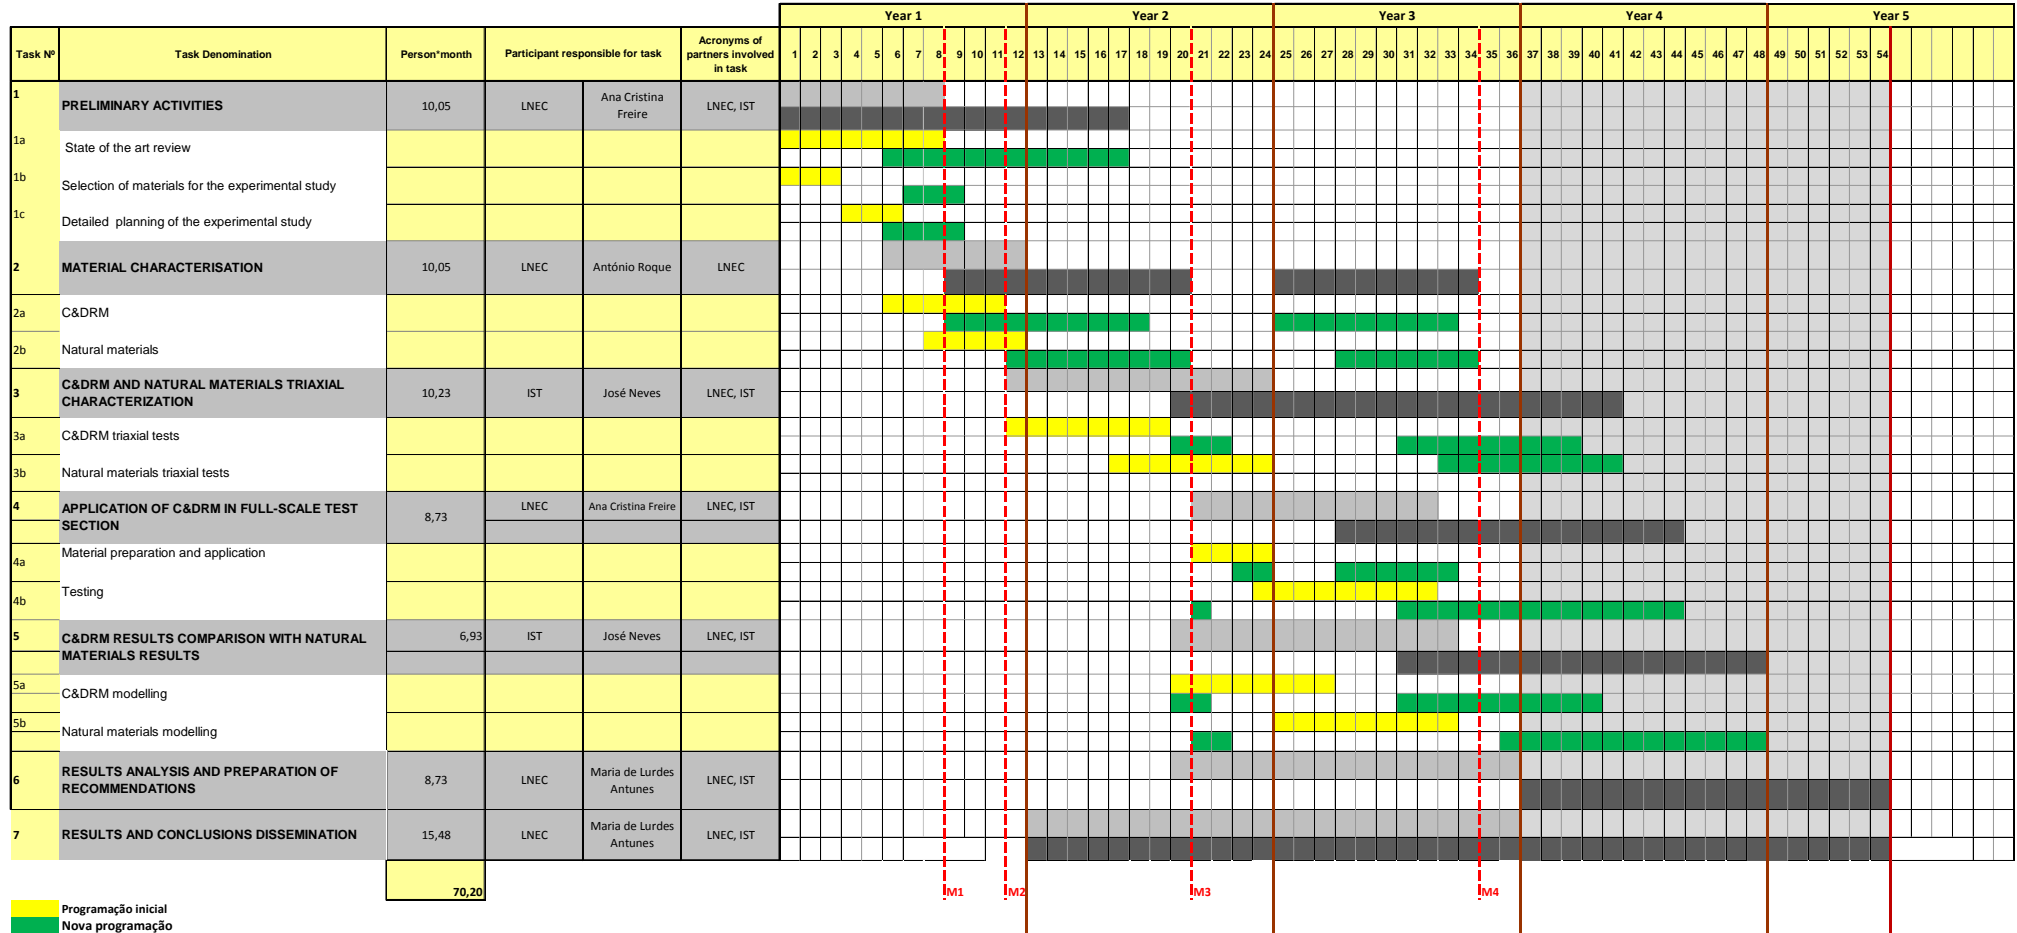 Year 1 Year 2 Year 3 Year 4 Year 5
Task Nº Task Denomination Person*month Participant responsible for task Acronyms of partners involved in task 1 2 3 4 5 6 7 8 9 10 11 12 13 14 15 16 17 18 19 20 21 22 23 24 25 26 27 28 29 30 31 32 33 34 35 36 37 38 39 40 41 42 43 44 45 46 47 48 49 50 51 52 53 54
1 PRELIMINARY ACTIVITIES 10,05 LNEC Ana Cristina Freire LNEC, IST
1a State of the art review
1b Selection of materials for the experimental study
1c Detailed planning of the experimental study
2 MATERIAL CHARACTERISATION 10,05 LNEC António Roque LNEC
2a C&DRM
2b Natural materials
3 C&DRM AND NATURAL MATERIALS TRIAXIAL CHARACTERIZATION 10,23 IST José Neves LNEC, IST
3a C&DRM triaxial tests
3b Natural materials triaxial tests
4 APPLICATION OF C&DRM IN FULL-SCALE TEST SECTION 8,73 LNEC Ana Cristina Freire LNEC, IST
4a Material preparation and application
4b Testing
5 C&DRM RESULTS COMPARISON WITH NATURAL MATERIALS RESULTS 6,93 IST José Neves LNEC, IST
5a C&DRM modelling
5b Natural materials modelling
6 RESULTS ANALYSIS AND PREPARATION OF RECOMMENDATIONS 8,73 LNEC Maria de Lurdes Antunes LNEC, IST
7 RESULTS AND CONCLUSIONS DISSEMINATION 15,48 LNEC Maria de Lurdes Antunes LNEC, IST
70,20 M1 M2 M3 M4
Programação inicial
Nova programação